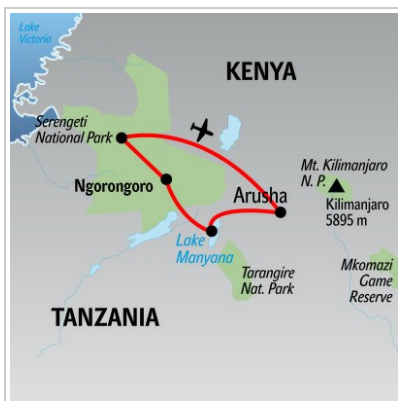 Lake
Victoria
KENYA
Serengeti
National Park
Mt. Kilimanjaro
N. P.
Ngorongoro
Arusha
Kilimanjaro
5895 m
Lake
Manyana
Tarangire
Nat. Park
Mkomazi
Game
Reserve
TANZANIA